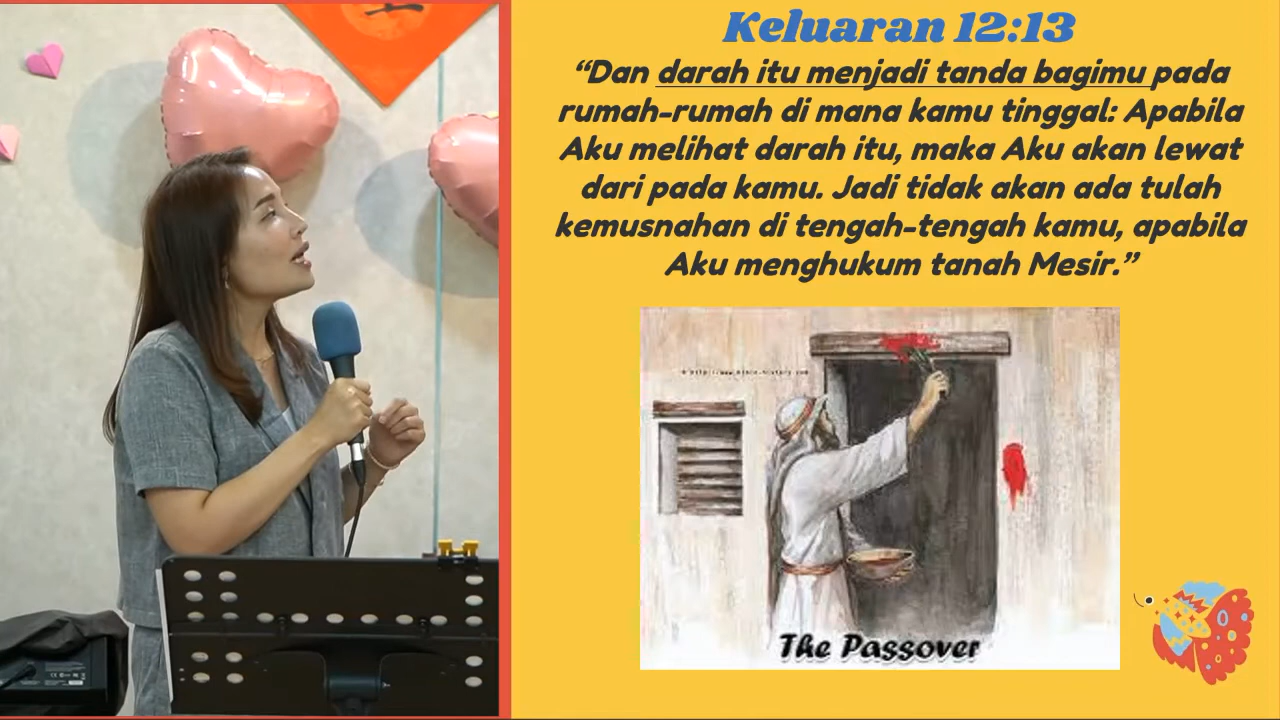 Keluaran 12:13
“Dan darah itu menjadi tanda bagimu pada
rumah-rumah di mana kamu tinggal: Apabila
Aku melihat darah itu, maka Aku akan lewat
dari pada kamu. Jadi tidak akan ada tulah
kemusnahan di tengah-tengah kamu, apabila
Aku menghukum tanah Mesir.”
The Passover